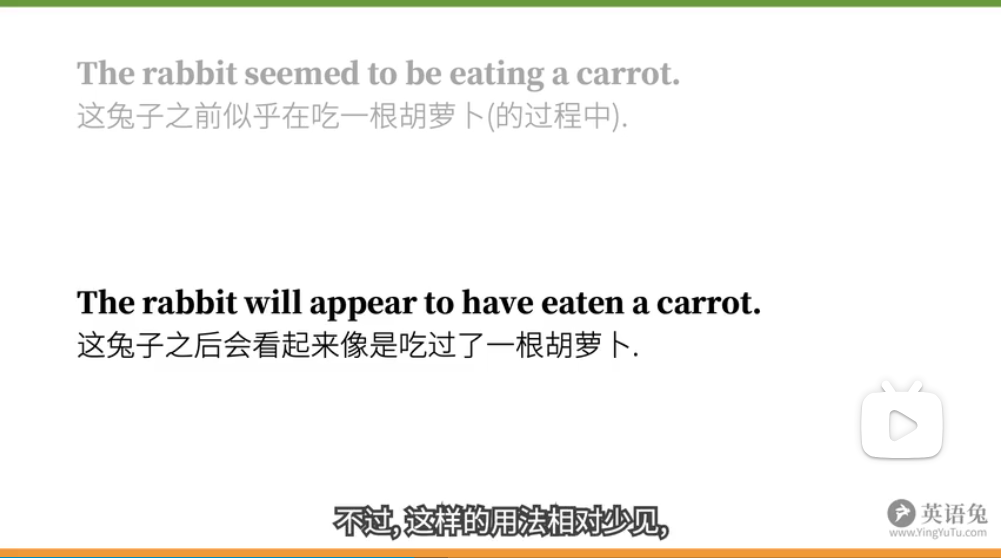 The rabbit seemed to be eating a carrot.
这兔子之前似乎在吃一根胡萝卜(的过程中).
The rabbit will appear to have eaten a carrot.
这兔子之后会看起来像是吃过了一根胡萝卜.
英语兔
www.YingYuTu.com
不过, 这样的用法相对少见,